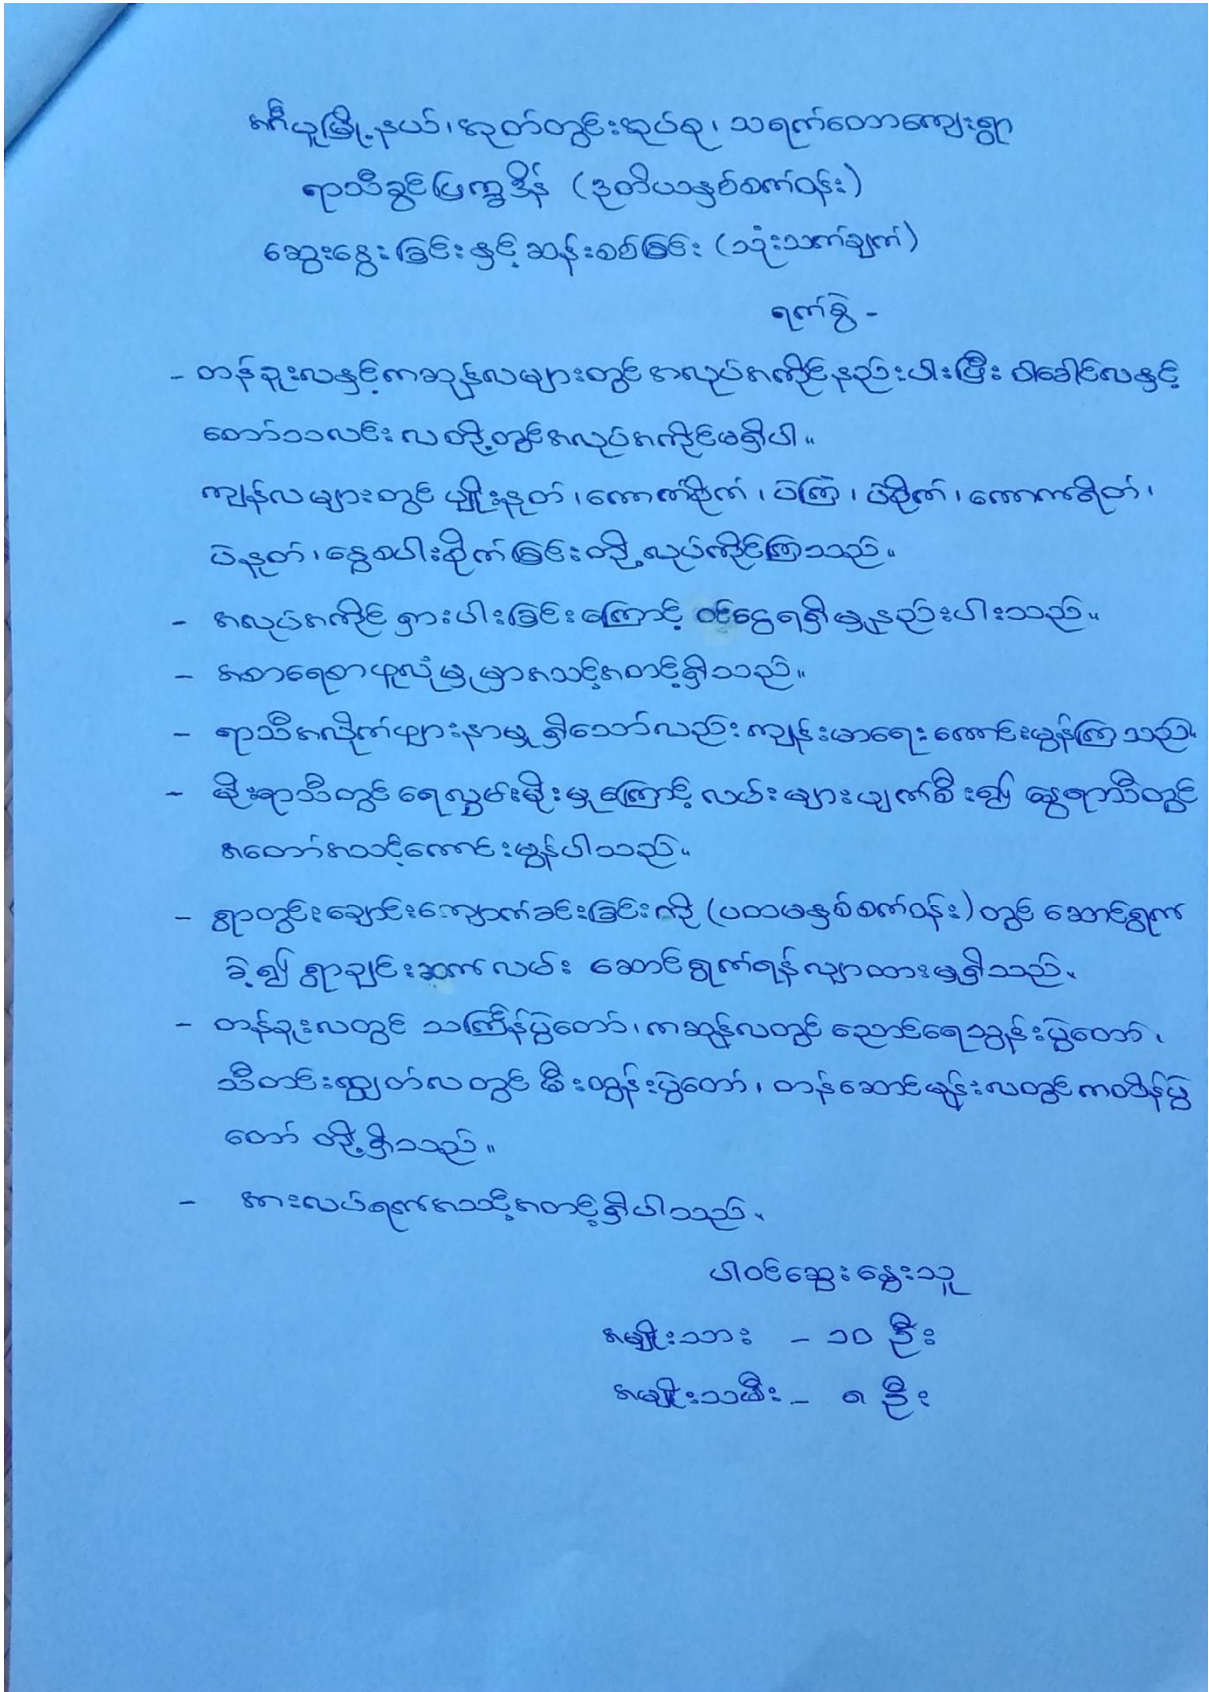 အင်္ဂပူမြို့နယ်၊ အုတ်တွင်းအုပ်စု၊ သရက်တောကျေးရွာ
ရာသီခွင်ပြက္ခဒိန် (ဒုတိယနှစ်စက်ဝန်း)
ဆွေးနွေးခြင်းနှင့် ဆန်းစစ်ခြင်း (သုံးသက်ချက်)
ရက်စွဲ -
- တန်ခူးလနှင့်ကဆုန်လများတွင် အလုပ်အကိုင်နည်းပါးပြီး ဝါခေါင်လနှင့်
တော်သလင်းလတို့တွင်အလုပ်အကိုင်မရှိပါ။
ကျန်လများတွင် မျိုးနုတ်၊ ကောက်စိုက်၊ ပဲကြဲ၊ ပဲစိုက်၊ ကောက်ရိတ်၊
ပဲနုတ်၊ နွေစပါးစိုက်ခြင်းတို့ လုပ်ကိုင်ကြသည်။
- အလုပ်အကိုင် ရှားပါးခြင်းကြောင့် ဝင်ငွေရရှိမှုနည်းပါးသည်။
- အစားရေစာဖူလုံမှုမှာအသင့်အတင့်ရှိသည်။
- ရာသီအလိုက်ဖျားနာမှု ရှိသော်လည်း ကျန်းမာရေးကောင်းမွန်ကြသည်။
- မိုးရာသီတွင် ရေလွှမ်းမိုးမှုကြောင့် လမ်းများပျက်စီး၍ နွေရာသီတွင်
အတော်အသင့်ကောင်းမွန်ပါသည်။
- ရွာတွင်းချောင်းကျောက်ခင်းခြင်းကို (ပထမနှစ်စက်ဝန်း) တွင် ဆောင်ရွက်
ခဲ့၍ ရွာချင်းဆက်လမ်း ဆောင်ရွက်ရန်လျာထားမှုရှိသည်။
- တန်ခူးလတွင် သင်္ကြန်ပွဲတော်၊ ကဆုန်လတွင် ညောင်ရေသွန်းပွဲတော်၊
သီတင်းကျွတ်လတွင် မီးထွန်းပွဲတော်၊ တန်ဆောင်မုန်းလတွင်ကထိန်ပွဲ
တော် တို့ရှိသည်။
- အားလပ်ရက်အသင့်အတင့်ရှိပါသည်။
ပါဝင်ဆွေးနွေးသူ
အမျိုးသား - ၁၀ ဦး
အမျိုးသမီး - ၈ ဦး